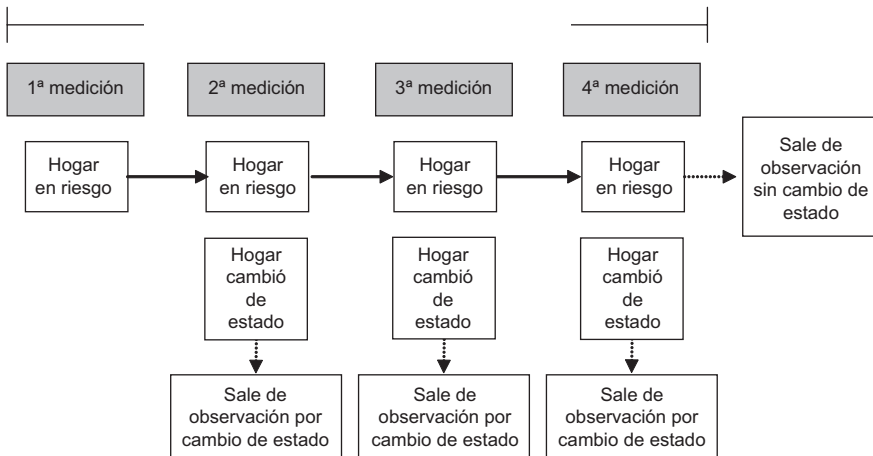 1ª medición
2ª medición
3ª medición
4ª medición
Hogar
en riesgo
Hogar
en riesgo
Hogar
en riesgo
Hogar
en riesgo
Sale de
observación
sin cambio de
estado
Hogar
cambió
de
estado
Hogar
cambió
de
estado
Hogar
cambió
de
estado
Sale de
observación por
cambio de estado
Sale de
observación por
cambio de estado
Sale de
observación por
cambio de estado